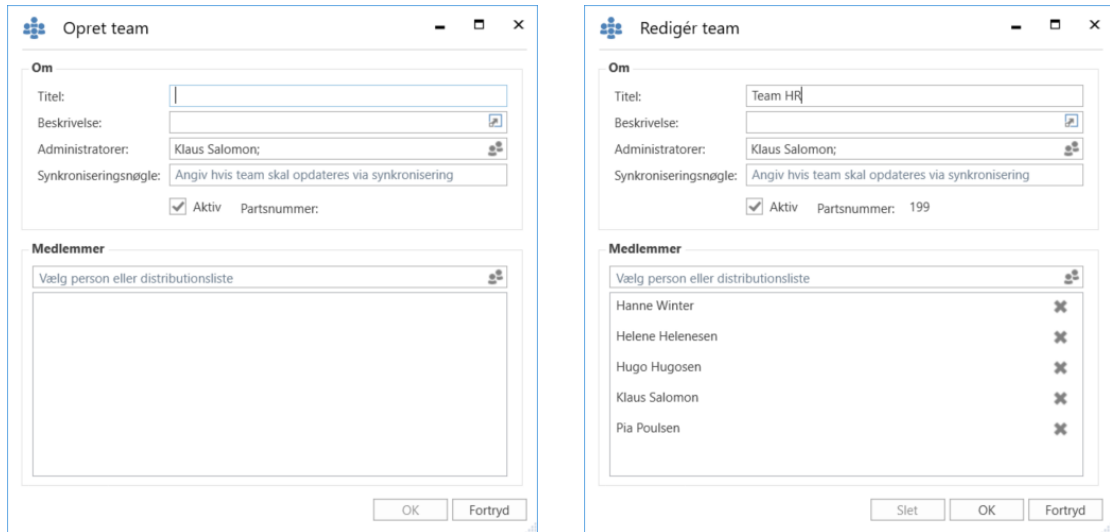 Opret team
Om
Titel:
Beskrivelse:
Administratorer: Klaus Salomon;
Synkroniseringsnøgle: Angiv hvis team skal opdateres via synkronisering
Aktiv Partsnummer:
Medlemmer
Vælg person eller distributionsliste
OK Fortryd
Redigér team
Om
Titel: Team HR
Beskrivelse:
Administratorer: Klaus Salomon;
Synkroniseringsnøgle: Angiv hvis team skal opdateres via synkronisering
Aktiv Partsnummer: 199
Medlemmer
Vælg person eller distributionsliste
Hanne Winter
Helene Helenesen
Hugo Hugosen
Klaus Salomon
Pia Poulsen
Slet OK Fortryd